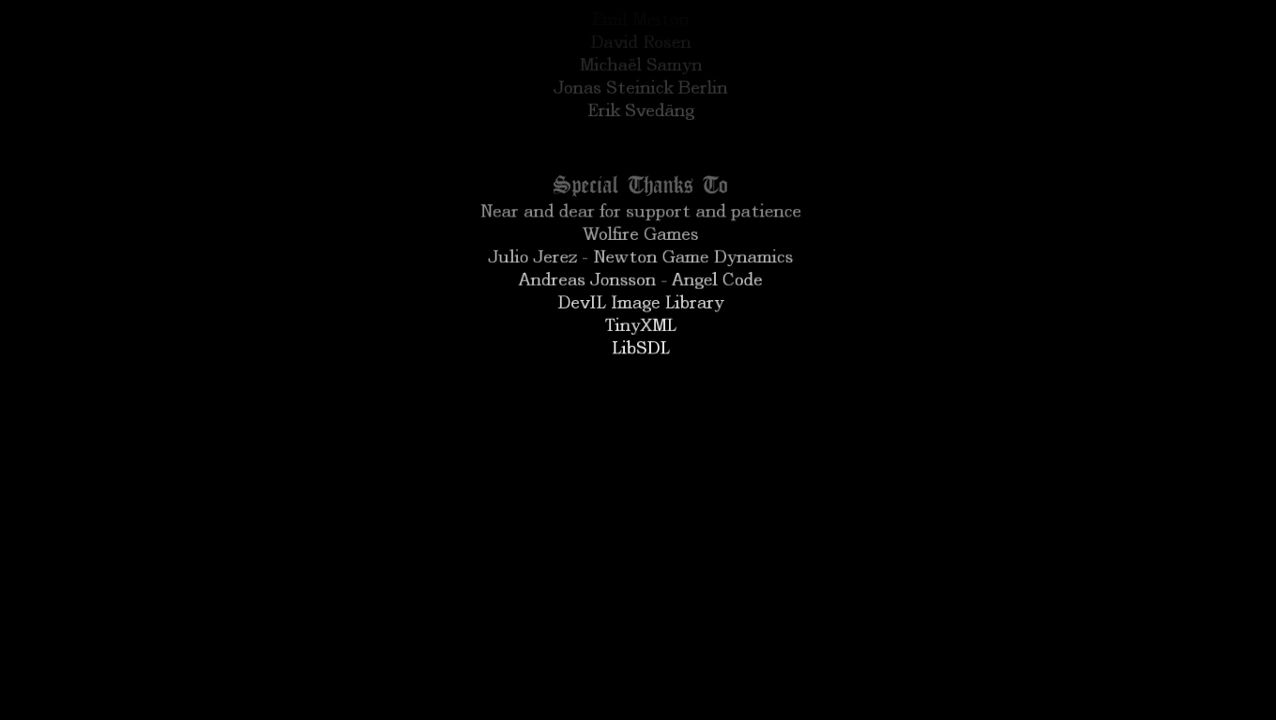 David Rosen
Michaël Samyn
Jonas Steinick Berlin
Erik Svedäng
Special Thanks To
Near and dear for support and patience
Wolfire Games
Julio Jerez - Newton Game Dynamics
Andreas Jonsson - Angel Code
DevIL Image Library
TinyXML
LibSDL